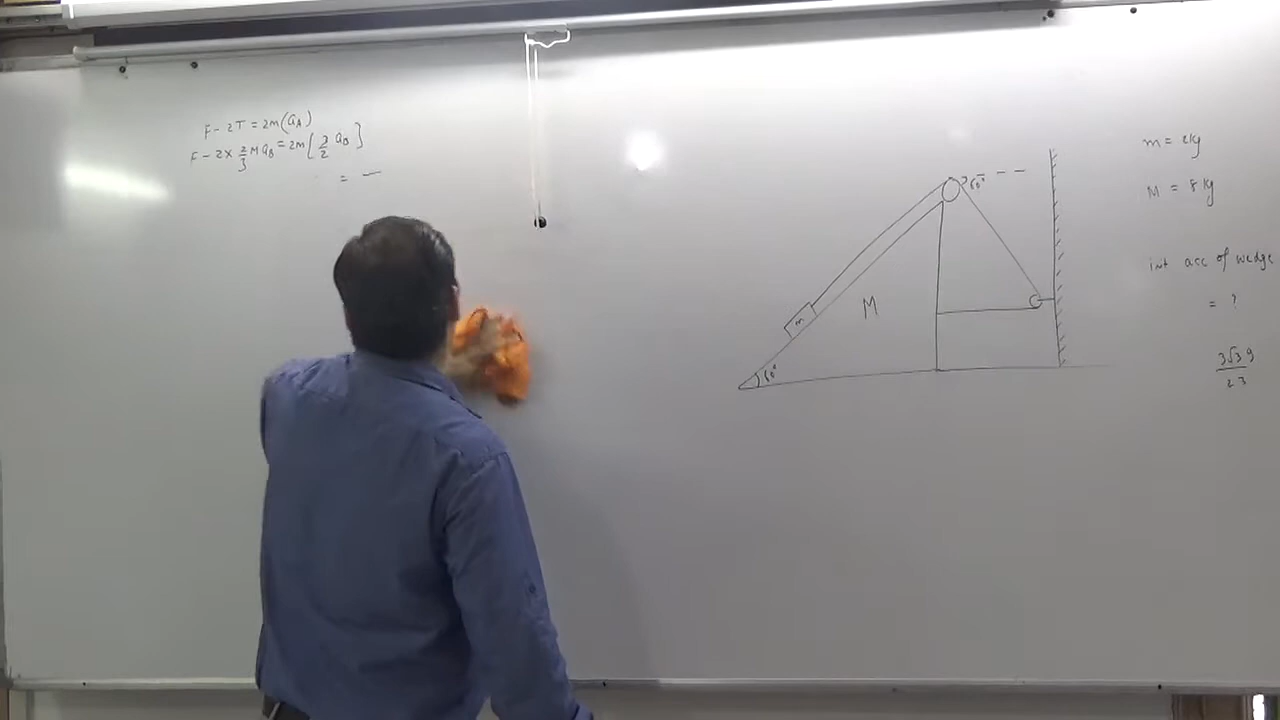 F - 2T = 2m(a_A)
F - 2 × 2/3 M a_B = 2m[3/2 a_B]
= —
60°
m
M
60°
m = 2kg
M = 8 kg
int acc of wedge
= ?
3√3 g / 23